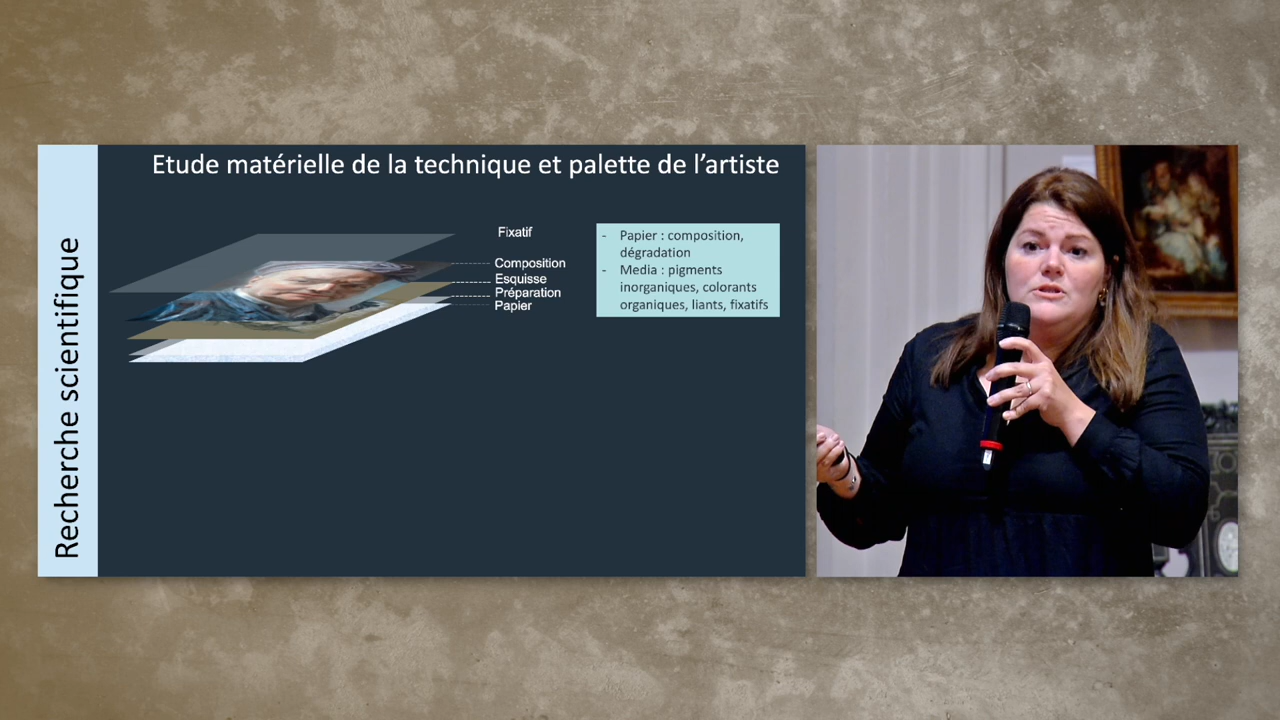 Recherche scientifique
Etude matérielle de la technique et palette de l'artiste
Fixatif
Composition
Esquisse
Préparation
Papier
- Papier : composition,
dégradation
- Media : pigments
inorganiques, colorants
organiques, liants, fixatifs